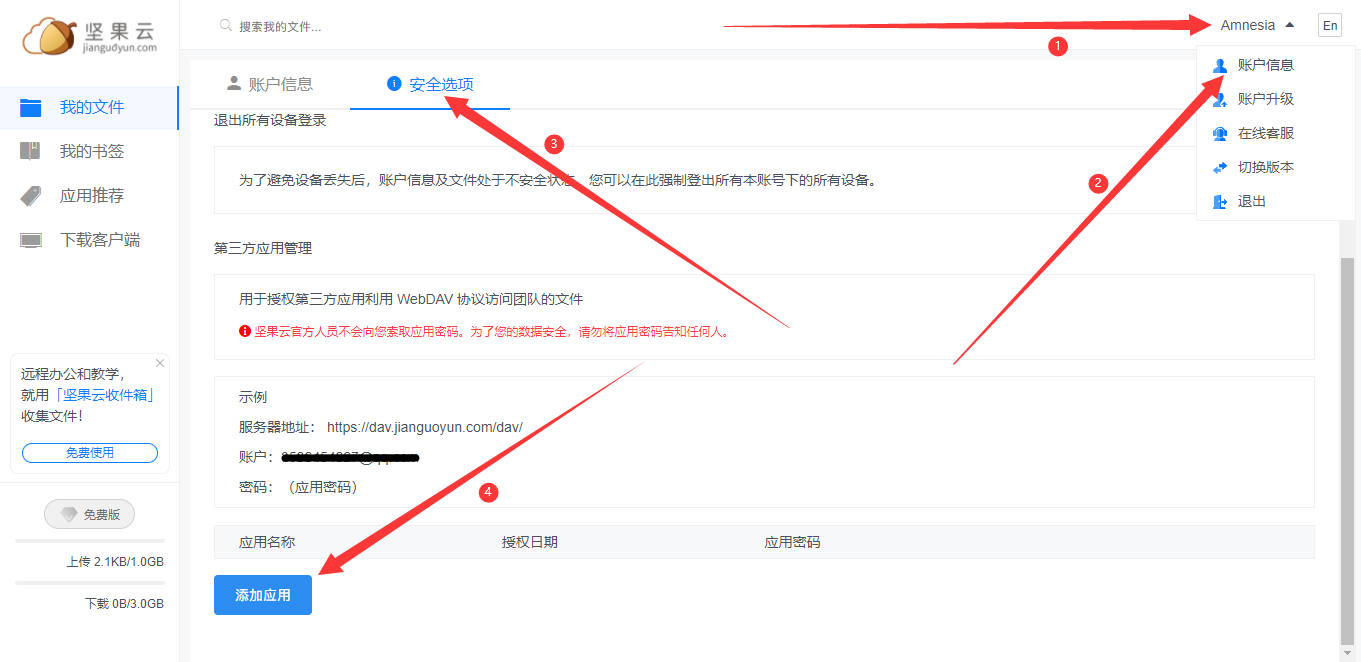 坚果云
jianguoyun.com
搜索我的文件...
Amnesia
En
1
账户信息
账户升级
在线客服
切换版本
退出
2
我的文件
我的书签
应用推荐
下载客户端
远程办公和教学，
就用「坚果云收件箱」
收集文件！
免费使用
免费版
上传 2.1KB/1.0GB
下载 0B/3.0GB
账户信息
安全选项
3
退出所有设备登录
为了避免设备丢失后，账户信息及文件处于不安全状态，您可以在此强制登出所有本账号下的所有设备。
第三方应用管理
用于授权第三方应用利用 WebDAV 协议访问团队的文件
坚果云官方人员不会向您索取应用密码。为了您的数据安全，请勿将应用密码告知任何人。
示例
服务器地址： https://dav.jianguoyun.com/dav/
账户：
密码：（应用密码）
4
应用名称 授权日期 应用密码
添加应用